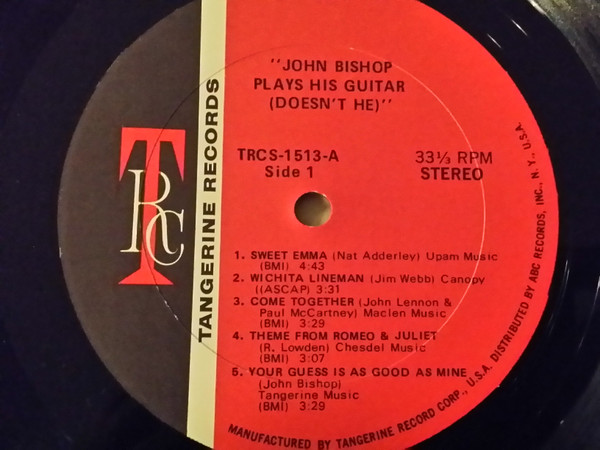 "JOHN BISHOP
PLAYS HIS GUITAR
(DOESN'T HE)"
TRCS-1513-A
Side 1
33⅓ RPM
STEREO
TRC
TANGERINE RECORDS
1. SWEET EMMA (Nat Adderley) Upam Music
(BMI) 4:43
2. WICHITA LINEMAN (Jim Webb) Canopy
((ASCAP) 3:31
3. COME TOGETHER (John Lennon &
Paul McCartney) Maclen Music
(BMI) 3:29
4. THEME FROM ROMEO & JULIET
(R. Lowden) Chesdel Music
(BMI) 3:07
5. YOUR GUESS IS AS GOOD AS MINE
(John Bishop)
Tangerine Music
(BMI) 3:29
MANUFACTURED BY TANGERINE RECORD CORP., U.S.A. DISTRIBUTED BY ABC RECORDS, INC., N. Y., U.S.A.